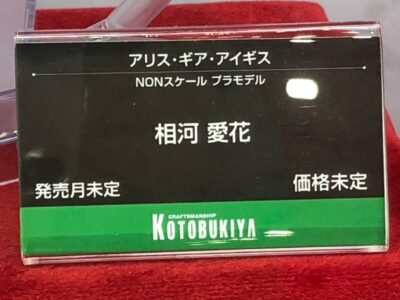 アリス・ギア・アイギス
NONスケール プラモデル
相河 愛花
発売月未定 価格未定
CRAFTSMANSHIP
KOTOBUKIYA